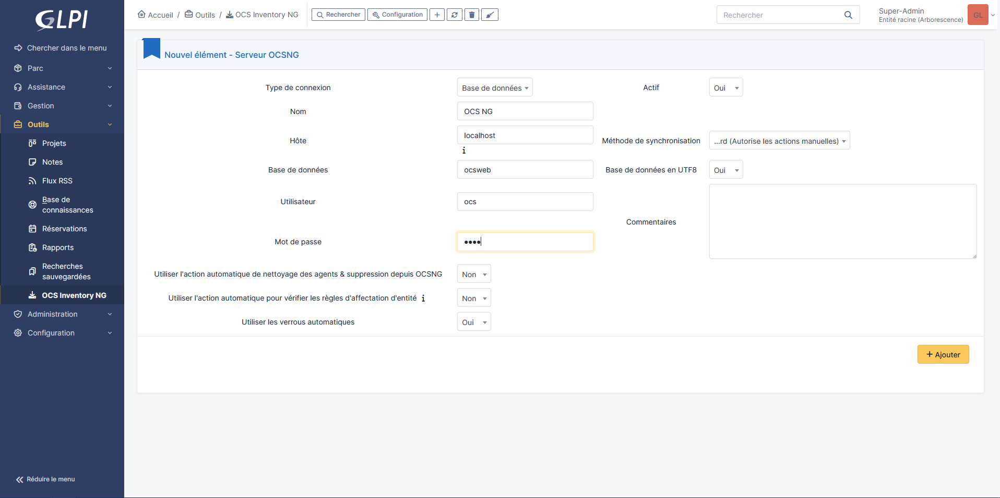 GLPI
Chercher dans le menu
Parc
Assistance
Gestion
Outils
Projets
Notes
Flux RSS
Base de
connaissances
Réservations
Rapports
Recherches
sauvegardées
OCS Inventory NG
Administration
Configuration
Réduire le menu
Accueil / Outils / OCS Inventory NG
Rechercher
Configuration
Rechercher
Super-Admin
Entité racine (Arborescence)
GL
Nouvel élément - Serveur OCSNG
Type de connexion Base de données Actif Oui
Nom OCS NG
Hôte localhost Méthode de synchronisation ...rd (Autorise les actions manuelles)
Base de données ocsweb Base de données en UTF8 Oui
Utilisateur ocs
Commentaires
Mot de passe ••••
Utiliser l'action automatique de nettoyage des agents & suppression depuis OCSNG Non
Utiliser l'action automatique pour vérifier les règles d'affectation d'entité Non
Utiliser les verrous automatiques Oui
+ Ajouter